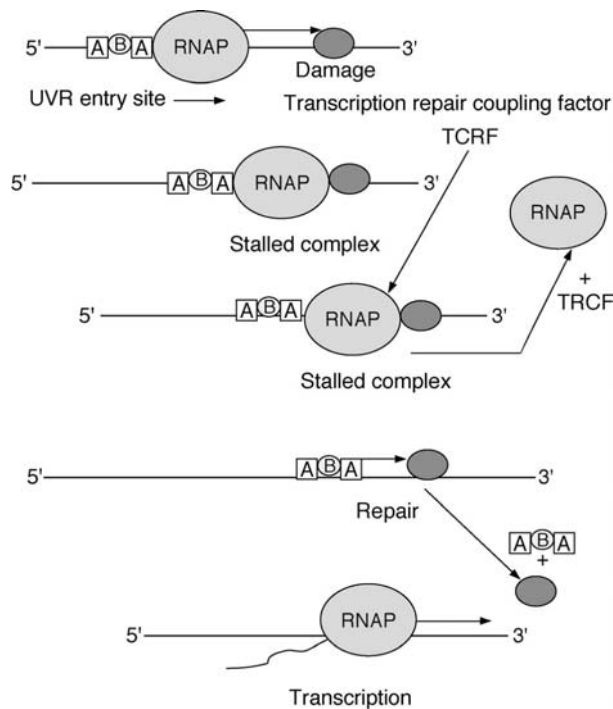 5' A B A RNAP 3'
Damage
UVR entry site
Transcription repair coupling factor
TCRF
5' A B A RNAP 3'
RNAP
Stalled complex
+
TRCF
5' A B A RNAP 3'
Stalled complex
5' A B A 3'
Repair
A B A
+
RNAP
5' 3'
Transcription